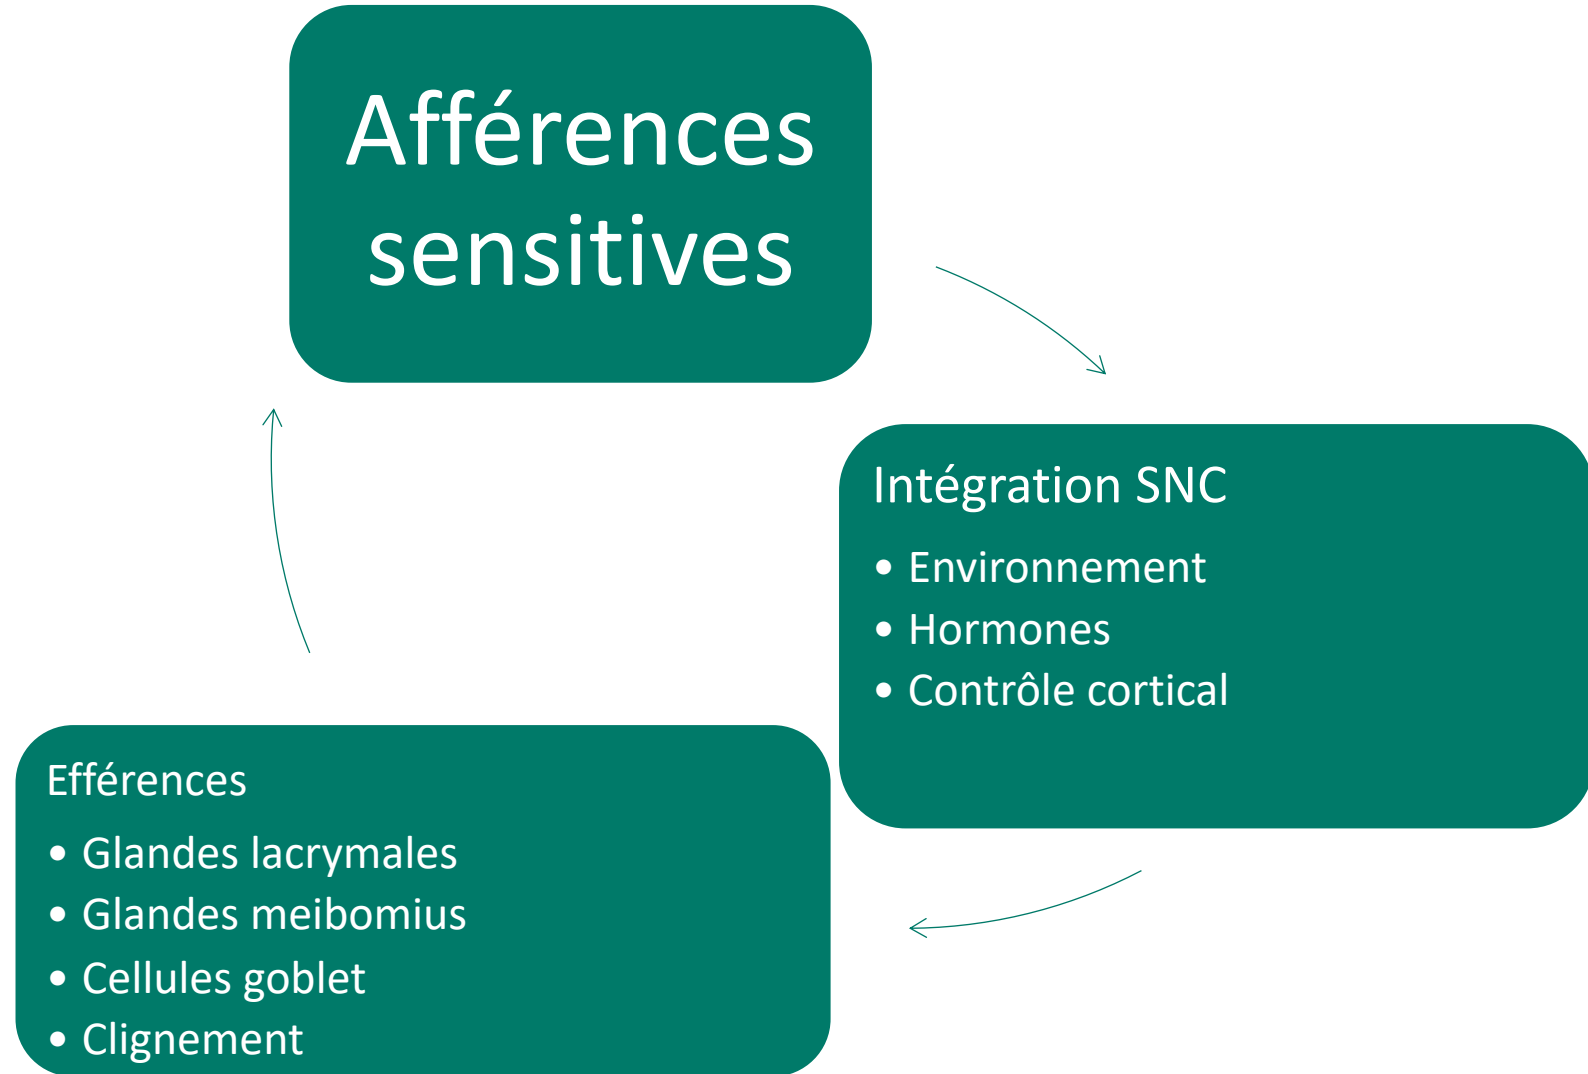 Afférences
sensitives
Intégration SNC
• Environnement
• Hormones
• Contrôle cortical
Efférences
• Glandes lacrymales
• Glandes meibomius
• Cellules goblet
• Clignement